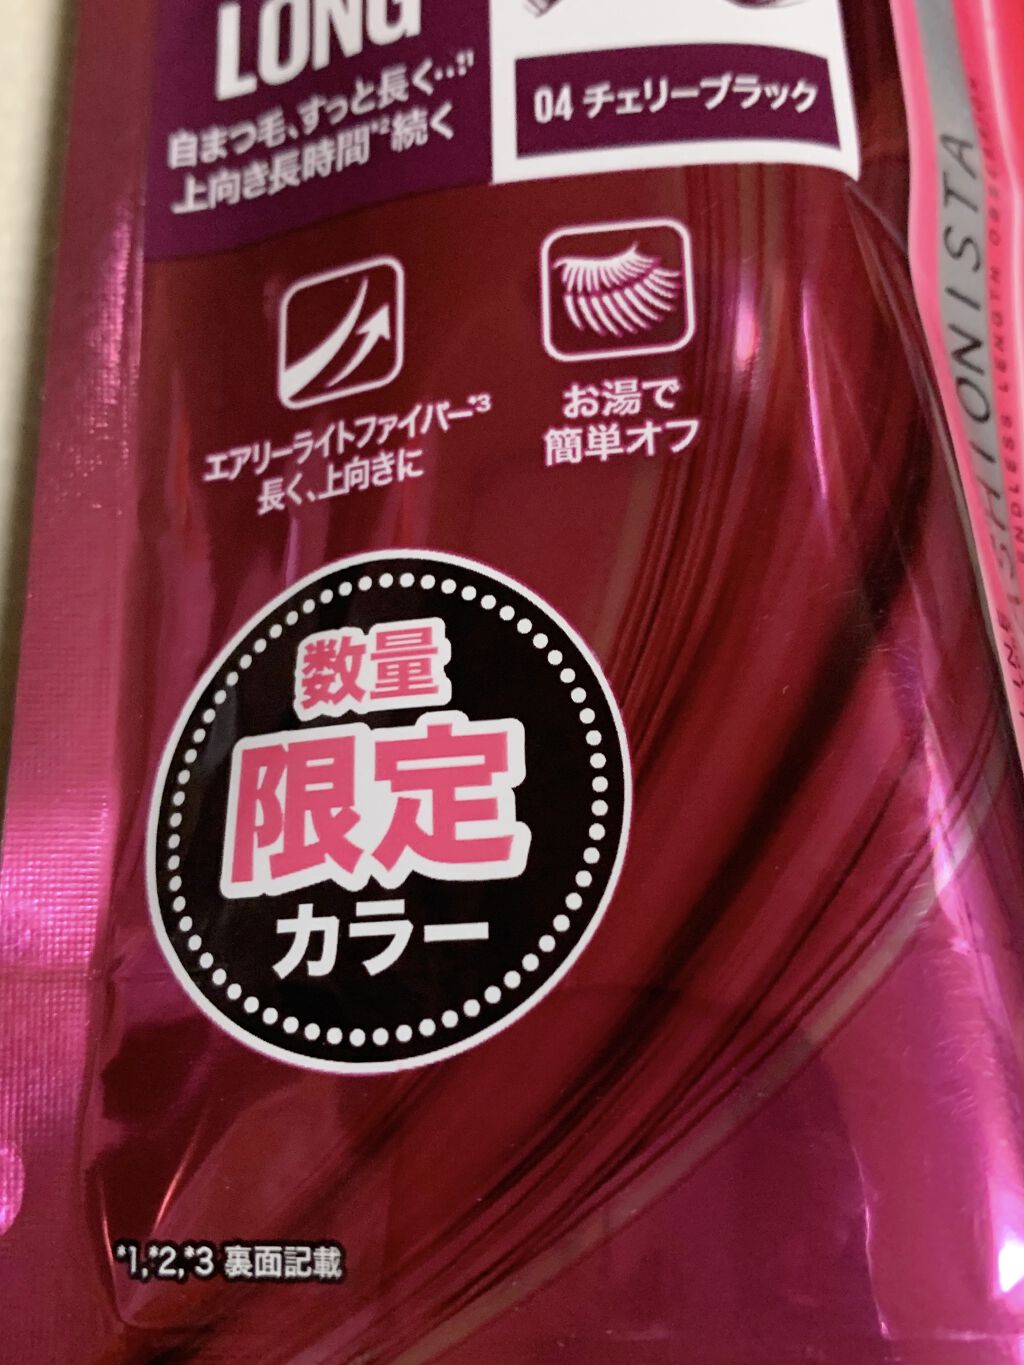 LONG
自まつ毛、すっと長く…*1
上向き長時間*2続く
04 チェリーブラック
エアリーライトファイバー*3
長く、上向きに
お湯で
簡単オフ
数量
限定
カラー
*1,*2,*3 裏面記載